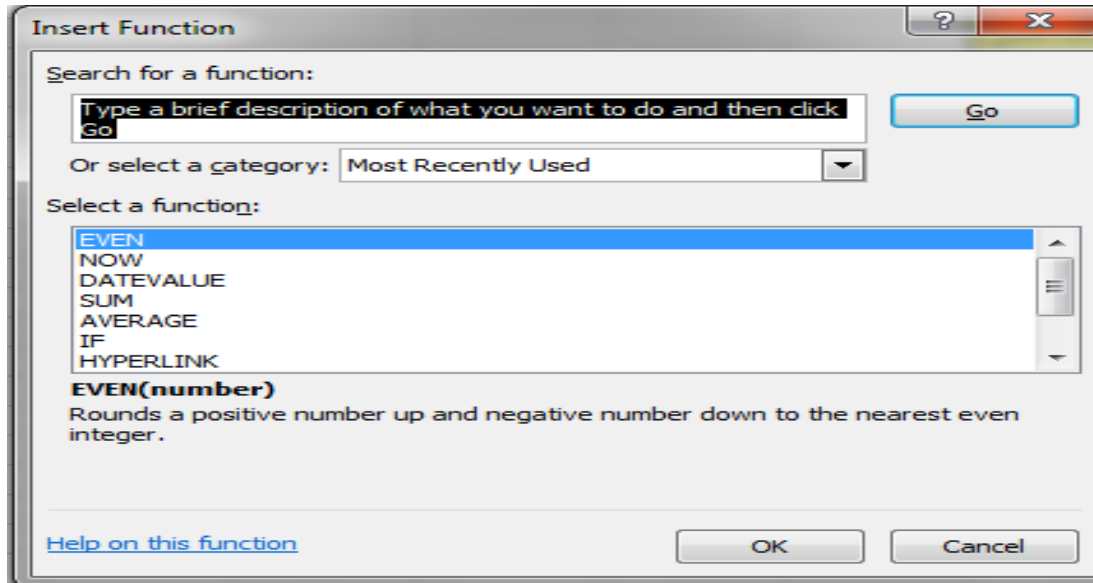 Insert Function
Search for a function:
Type a brief description of what you want to do and then click
Go
Go
Or select a category: Most Recently Used
Select a function:
EVEN
NOW
DATEVALUE
SUM
AVERAGE
IF
HYPERLINK
EVEN(number)
Rounds a positive number up and negative number down to the nearest even
integer.
Help on this function
OK
Cancel